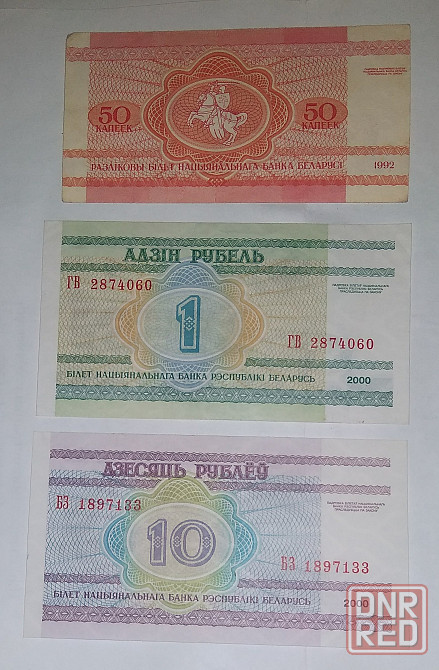 50
КАПЕЕК
50
КАПЕЕК
РАЗЛІКОВЫ БІЛЕТ НАЦЫЯНАЛЬНАГА БАНКА БЕЛАРУСІ 1992
АДЗІН РУБЕЛЬ
ГВ 2874060
1
ГВ 2874060
БІЛЕТ НАЦЫЯНАЛЬНАГА БАНКА РЭСПУБЛІКІ БЕЛАРУСЬ 2000
ДЗЕСЯЦЬ РУБЛЁЎ
БЗ 1897133
10
БЗ 1897133
БІЛЕТ НАЦЫЯНАЛЬНАГА БАНКА РЭСПУБЛІКІ БЕЛАРУСЬ 2000
DNR
RED